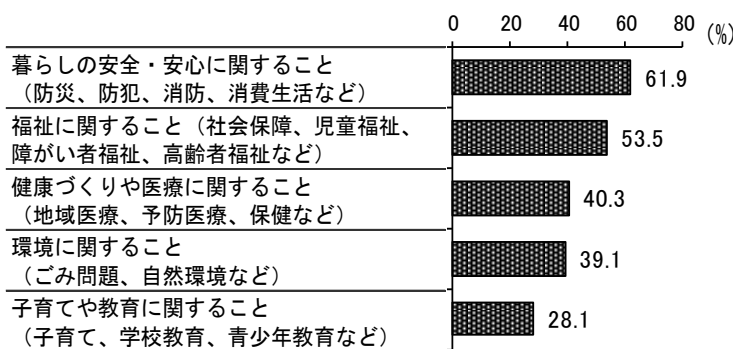 0 20 40 60 80 (%)
暮らしの安全・安心に関すること
（防災、防犯、消防、消費生活など） 61.9
福祉に関すること（社会保障、児童福祉、
障がい者福祉、高齢者福祉など） 53.5
健康づくりや医療に関すること
（地域医療、予防医療、保健など） 40.3
環境に関すること
（ごみ問題、自然環境など） 39.1
子育てや教育に関すること
（子育て、学校教育、青少年教育など） 28.1